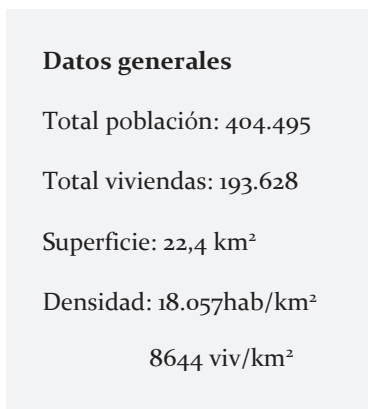 Datos generales
Total población: 404.495
Total viviendas: 193.628
Superficie: 22,4 km²
Densidad: 18.057hab/km²
8644 viv/km²